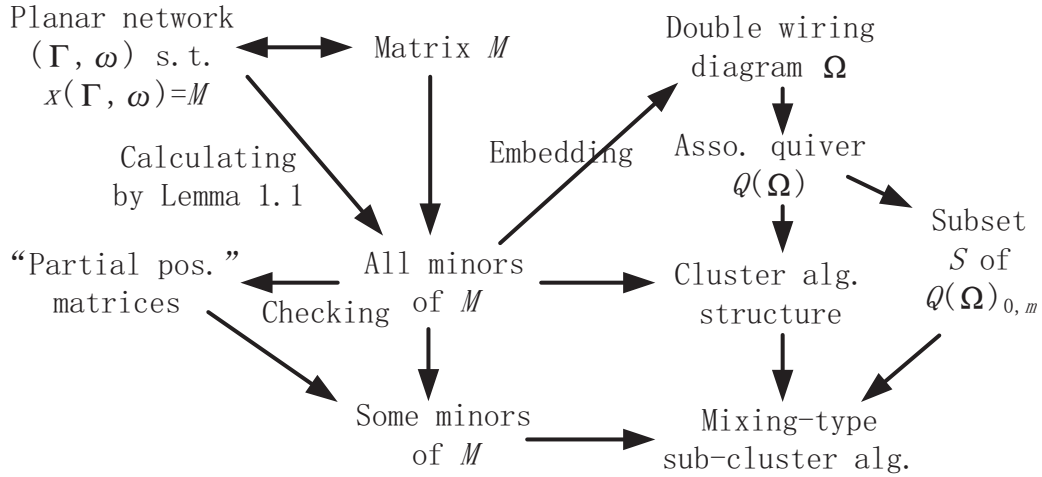 Planar network
(Γ, ω) s.t.
x(Γ, ω)=M
Matrix M
Double wiring
diagram Ω
Calculating
by Lemma 1.1
Embedding
Asso. quiver
Q(Ω)
Subset
S of
Q(Ω)₀,ₘ
“Partial pos.”
matrices
Checking
All minors
of M
Cluster alg.
structure
Some minors
of M
Mixing-type
sub-cluster alg.